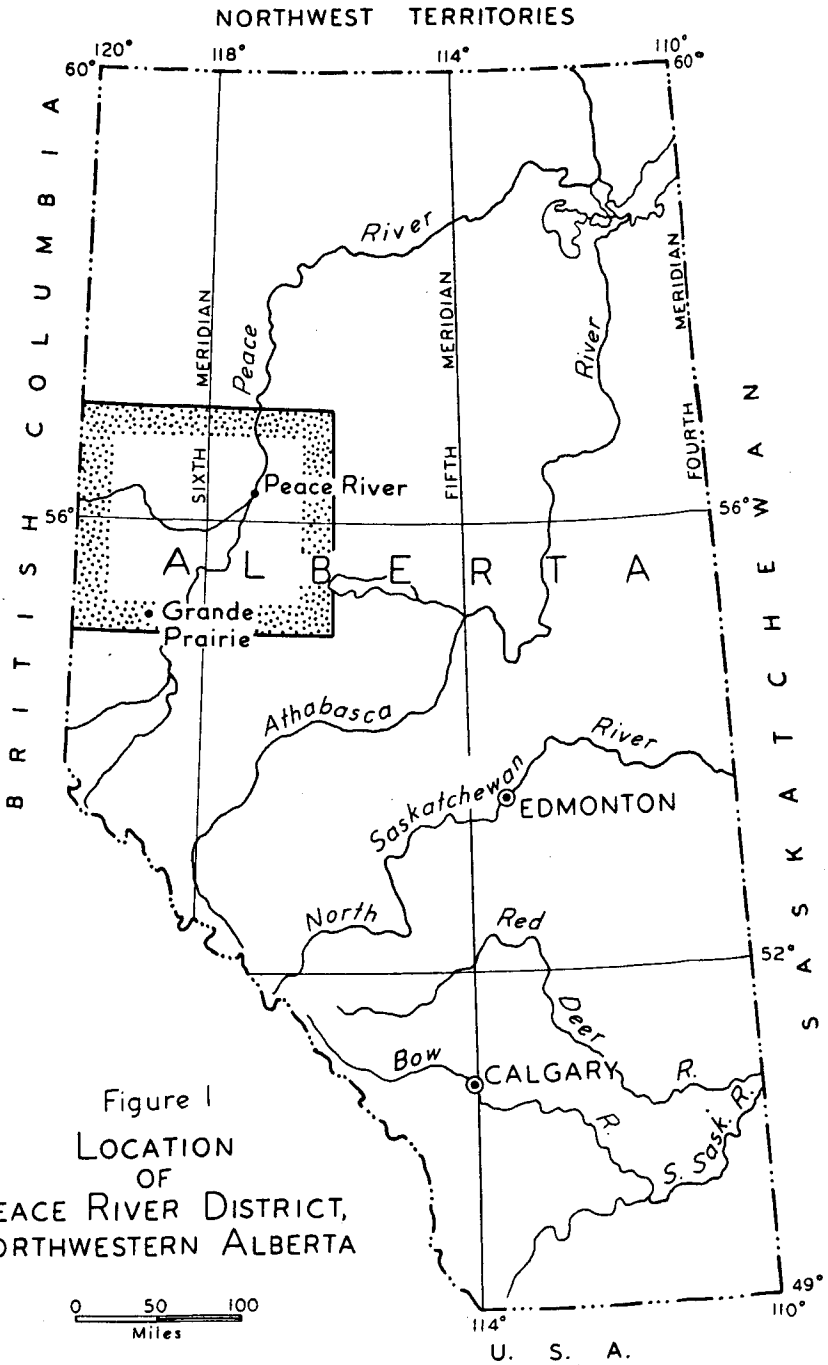 NORTHWEST TERRITORIES
120°
118°
114°
110°
60°
60°
BRITISH COLUMBIA
River
Peace
MERIDIAN
MERIDIAN
MERIDIAN
River
SIXTH
FIFTH
FOURTH
Peace River
56°
56°
ALBERTA
Grande
Prairie
SASKATCHEWAN
Athabasca
River
Saskatchewan
EDMONTON
North
Red
52°
Deer
Bow
CALGARY
R.
R.
S. Sask. R.
Figure 1
LOCATION
OF
EACE RIVER DISTRICT,
ORTHWESTERN ALBERTA
0 50 100
Miles
49°
114°
110°
U. S. A.